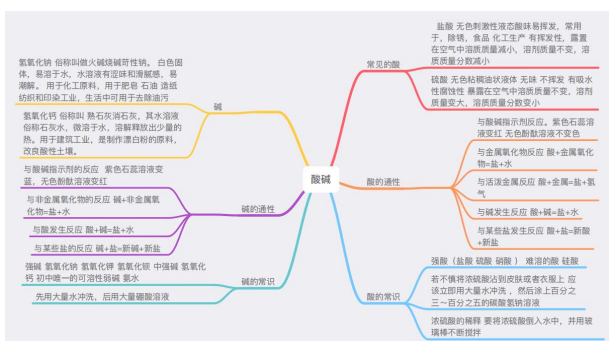 酸碱
碱
氢氧化钠 俗称叫做火碱烧碱苛性钠。 白色固
体，易溶于水，水溶液有涩味和滑腻感，易
潮解。 用于化工原料，用于肥皂 石油 造纸
纺织和印染工业，生活中可用于去除油污
氢氧化钙 俗称叫 熟石灰消石灰，其水溶液
俗称石灰水，微溶于水，溶解释放出少量的
热。用于建筑工业，是制作漂白粉的原料，
改良酸性土壤。
碱的通性
与酸碱指示剂的反应 紫色石蕊溶液变
蓝，无色酚酞溶液变红
与非金属氧化物的反应 碱+非金属氧
化物=盐+水
与酸发生反应 酸+碱=盐+水
与某些盐的反应 碱+盐=新碱+新盐
碱的常识
强碱 氢氧化钠 氢氧化钾 氢氧化钡 中强碱 氢氧化
钙 初中唯一的可溶性弱碱 氨水
先用大量水冲洗，后用大量硼酸溶液
常见的酸
盐酸 无色刺激性液态酸味易挥发，常用
于，除锈，食品 化工生产 有挥发性，露置
在空气中溶质质量减小，溶剂质量不变，溶
质质量分数减小
硫酸 无色粘稠油状液体 无味 不挥发 有吸水
性腐蚀性 暴露在空气中溶质质量不变，溶剂
质量变大，溶质质量分数变小
酸的通性
与酸碱指示剂反应。紫色石蕊溶
液变红 无色酚酞溶液不变色
与金属氧化物反应 酸+金属氧化
物=盐+水
与活泼金属反应 酸+金属=盐+氢
气
与碱发生反应 酸+碱=盐+水
与某些盐发生反应 酸+盐=新酸
+新盐
酸的常识
强酸（盐酸 硫酸 硝酸 ） 难溶的酸 硅酸
若不慎将浓硫酸沾到皮肤或者衣服上 应
该立即用大量水冲洗 ，然后涂上百分之
三～百分之五的碳酸氢钠溶液
浓硫酸的稀释 要将浓硫酸倒入水中，并用玻
璃棒不断搅拌